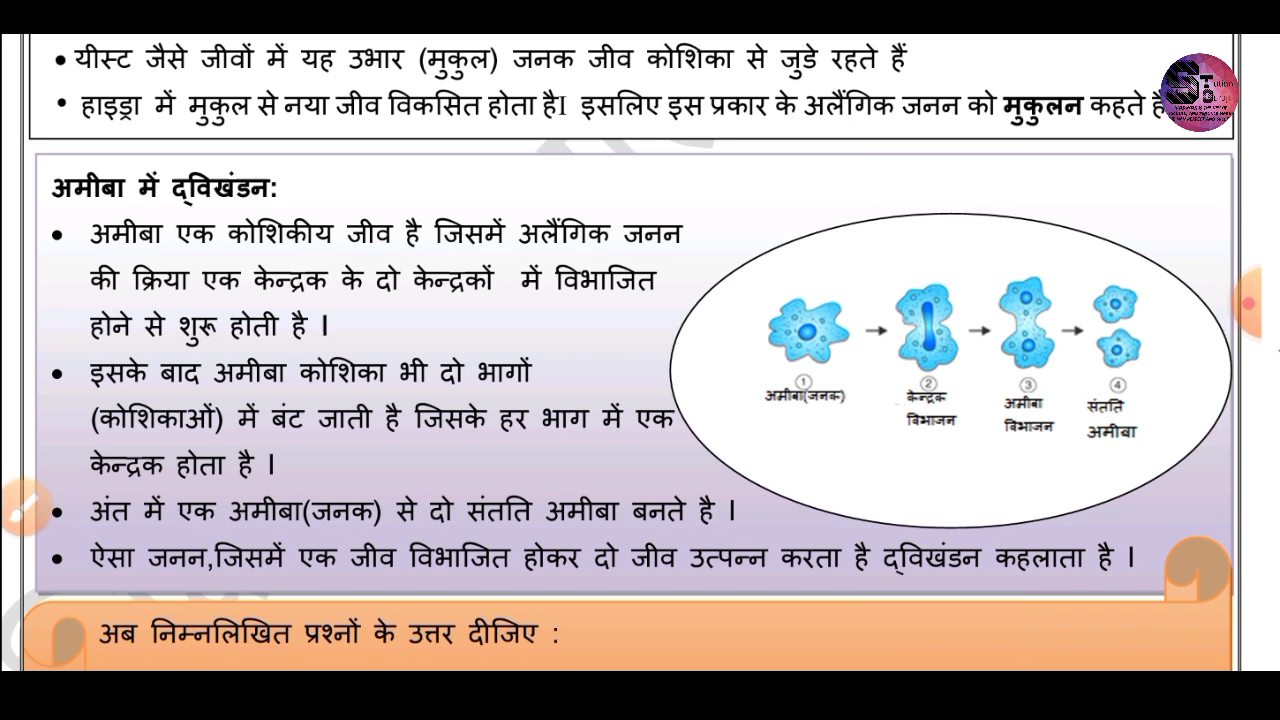 • यीस्ट जैसे जीवों में यह उभार (मुकुल) जनक जीव कोशिका से जुडे रहते हैं
• हाइड्रा में मुकुल से नया जीव विकसित होता हैI इसलिए इस प्रकार के अलैंगिक जनन को मुकुलन कहते हैं
अमीबा में द्विखंडन:
• अमीबा एक कोशिकीय जीव है जिसमें अलैंगिक जनन
की क्रिया एक केन्द्रक के दो केन्द्रकों में विभाजित
होने से शुरू होती है I
• इसके बाद अमीबा कोशिका भी दो भागों
(कोशिकाओं) में बंट जाती है जिसके हर भाग में एक
केन्द्रक होता है I
• अंत में एक अमीबा(जनक) से दो संतति अमीबा बनते है I
• ऐसा जनन,जिसमें एक जीव विभाजित होकर दो जीव उत्पन्न करता है द्विखंडन कहलाता है I
① ② ③ ④
अमीबा(जनक) केन्द्रक अमीबा संतति
विभाजन विभाजन अमीबा
अब निम्नलिखित प्रश्नों के उत्तर दीजिए :